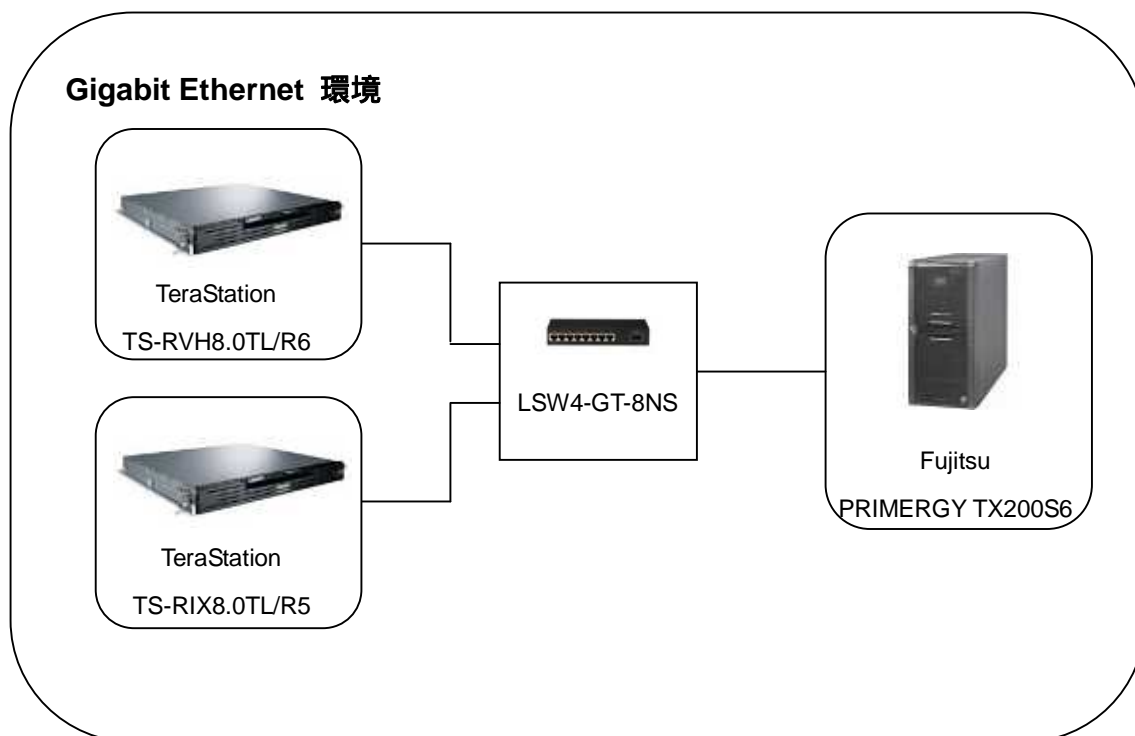 Gigabit Ethernet 環境
TeraStation
TS-RVH8.0TL/R6
LSW4-GT-8NS
TeraStation
TS-RIX8.0TL/R5
Fujitsu
PRIMERGY TX200S6